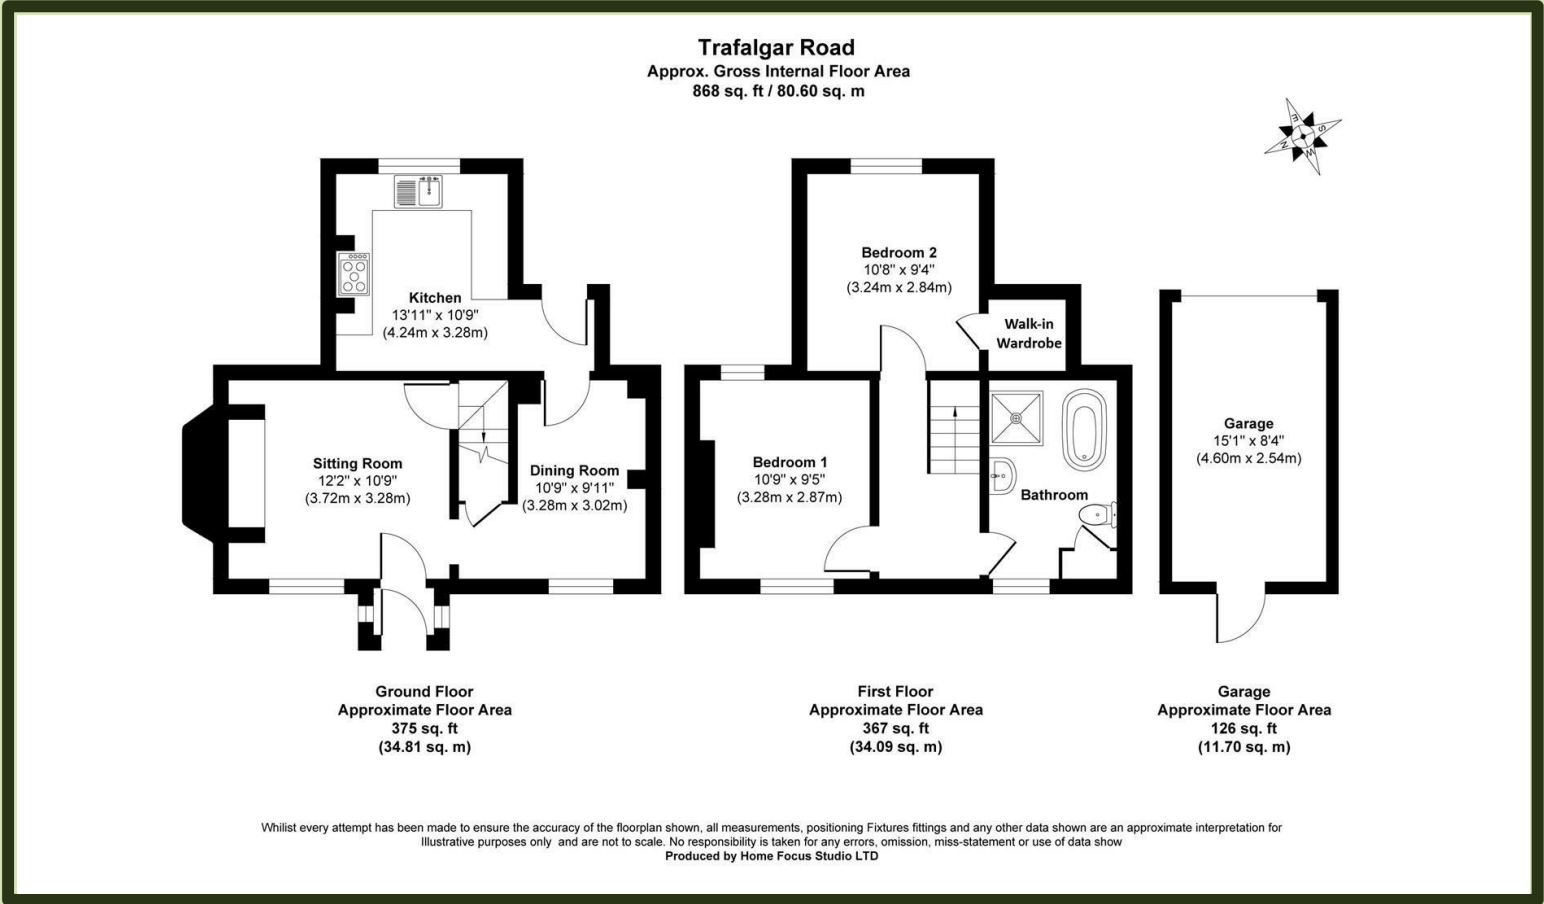 Trafalgar Road
Approx. Gross Internal Floor Area
868 sq. ft / 80.60 sq. m
E
S
N
W
Kitchen
13'11" x 10'9"
(4.24m x 3.28m)
Sitting Room
12'2" x 10'9"
(3.72m x 3.28m)
Dining Room
10'9" x 9'11"
(3.28m x 3.02m)
Bedroom 2
10'8" x 9'4"
(3.24m x 2.84m)
Walk-in
Wardrobe
Bedroom 1
10'9" x 9'5"
(3.28m x 2.87m)
Bathroom
Garage
15'1" x 8'4"
(4.60m x 2.54m)
Ground Floor
Approximate Floor Area
375 sq. ft
(34.81 sq. m)
First Floor
Approximate Floor Area
367 sq. ft
(34.09 sq. m)
Garage
Approximate Floor Area
126 sq. ft
(11.70 sq. m)
Whilist every attempt has been made to ensure the accuracy of the floorplan shown, all measurements, positioning Fixtures fittings and any other data shown are an approximate interpretation for
Illustrative purposes only and are not to scale. No responsibility is taken for any errors, omission, miss-statement or use of data show
Produced by Home Focus Studio LTD